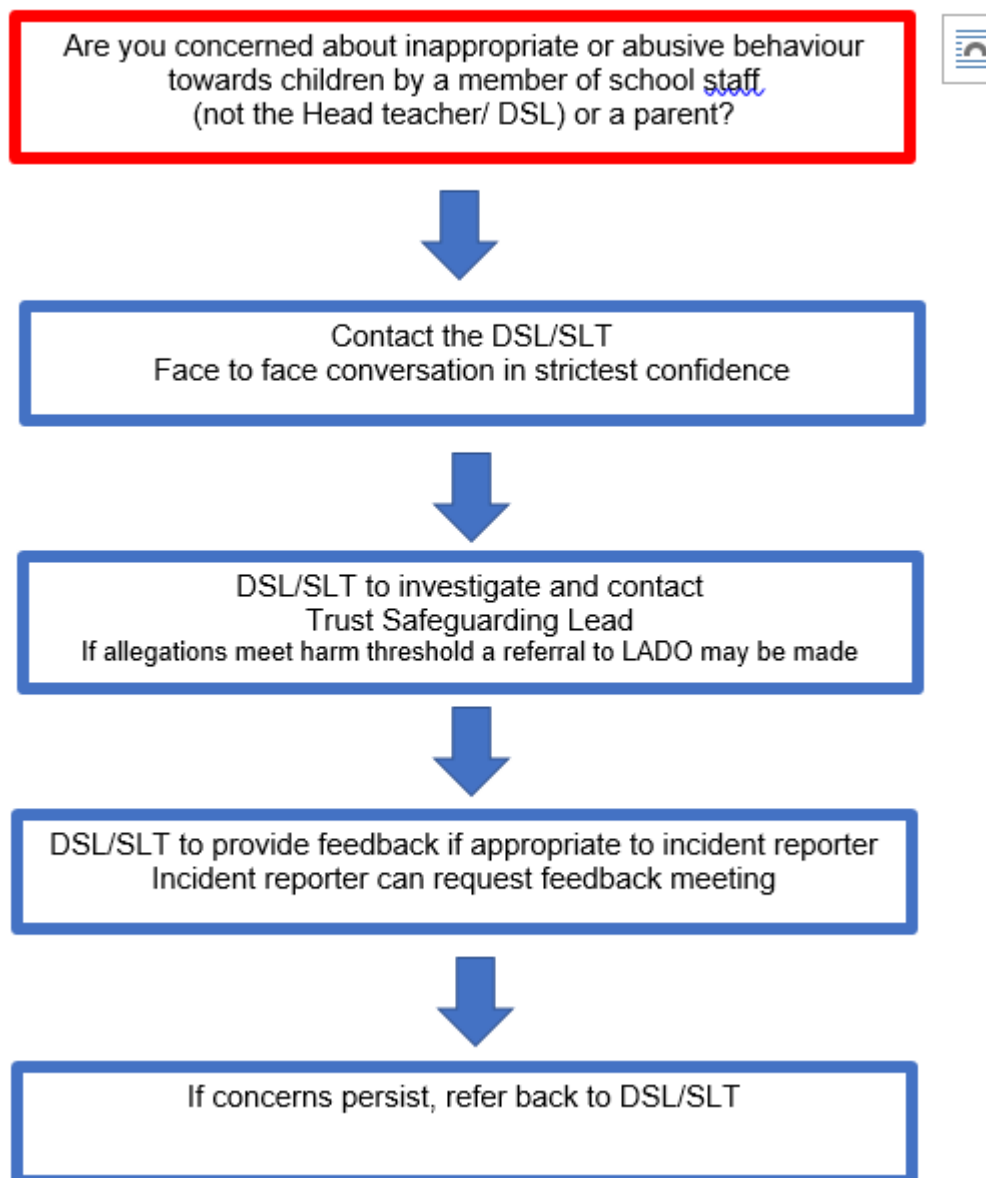 Are you concerned about inappropriate or abusive behaviour
towards children by a member of school staff
(not the Head teacher/ DSL) or a parent?
Contact the DSL/SLT
Face to face conversation in strictest confidence
DSL/SLT to investigate and contact
Trust Safeguarding Lead
If allegations meet harm threshold a referral to LADO may be made
DSL/SLT to provide feedback if appropriate to incident reporter
Incident reporter can request feedback meeting
If concerns persist, refer back to DSL/SLT